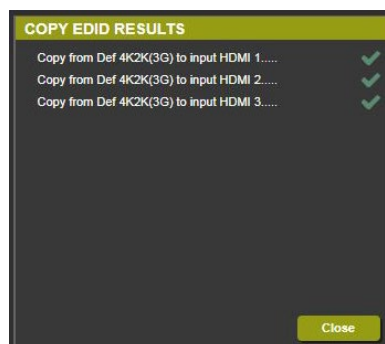 COPY EDID RESULTS
Copy from Def 4K2K(3G) to input HDMI 1.....
Copy from Def 4K2K(3G) to input HDMI 2.....
Copy from Def 4K2K(3G) to input HDMI 3.....
Close